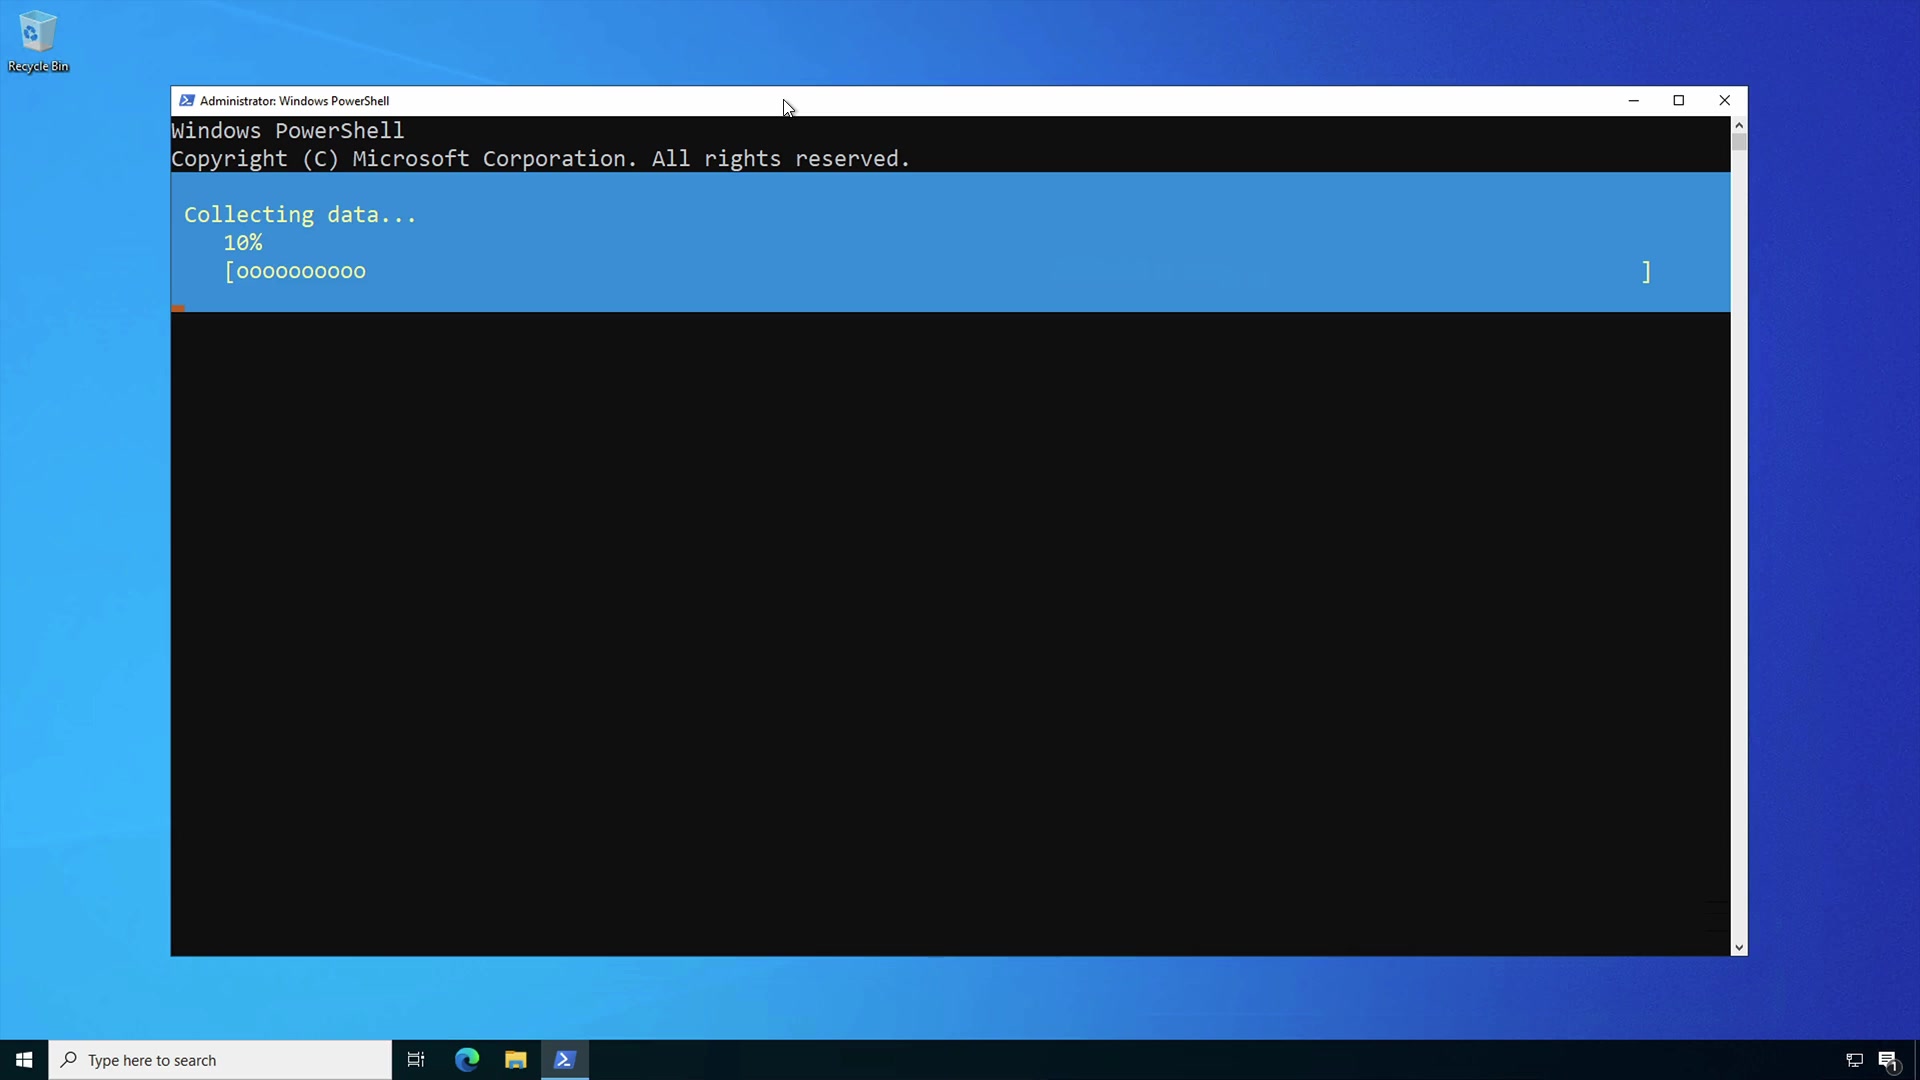 Recycle Bin
Administrator: Windows PowerShell
Windows PowerShell
Copyright (C) Microsoft Corporation. All rights reserved.
Collecting data...
10%
[oooooooooo ]
Type here to search
1